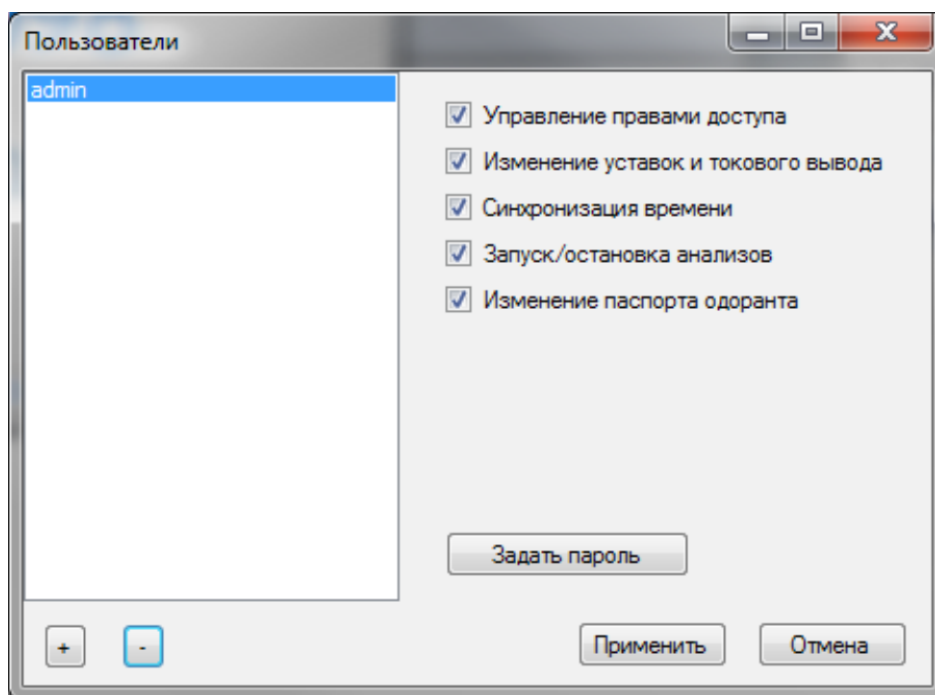 Пользователи
admin
Управление правами доступа
Изменение уставок и токового вывода
Синхронизация времени
Запуск/остановка анализов
Изменение паспорта одоранта
Задать пароль
+ - Применить Отмена